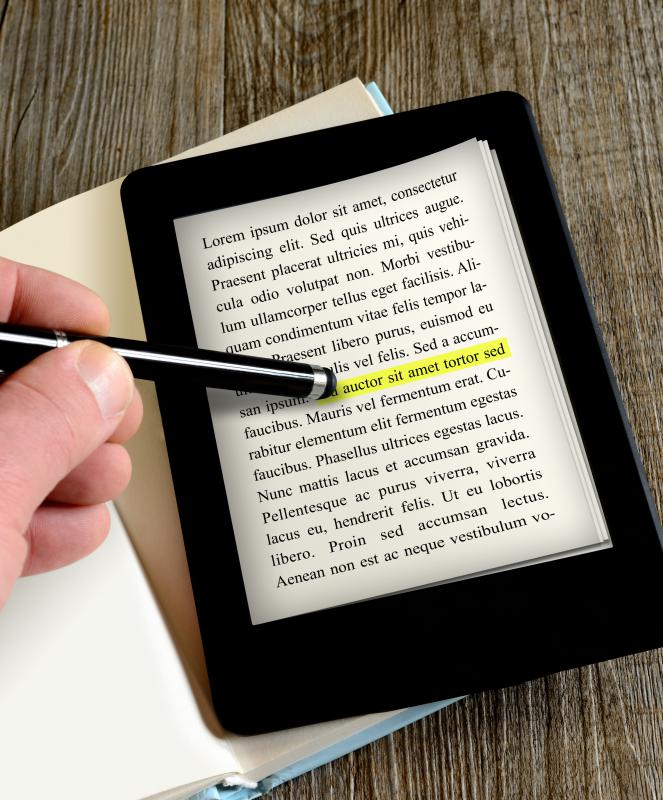 Lorem ipsum dolor sit amet, consectetur
adipiscing elit. Sed quis ultrices augue.
Praesent placerat ultricies mi, quis vehi-
cula odio volutpat non. Morbi vestibu-
lum ullamcorper tellus eget facilisis. Ali-
quam condimentum vitae felis tempor la-
Praesent libero purus, euismod eu
vel felis. Sed a accum-
san ipsum. auctor sit amet tortor sed
faucibus. Mauris vel fermentum erat. Cu-
rabitur elementum elit fermentum egestas
faucibus. Phasellus ultrices egestas lacus.
Nunc mattis lacus et accumsan gravida.
Pellentesque ac purus viverra, viverra
lacus eu, hendrerit felis. Ut eu lobortis
libero. Proin sed accumsan lectus.
Aenean non est ac neque vestibulum vo-